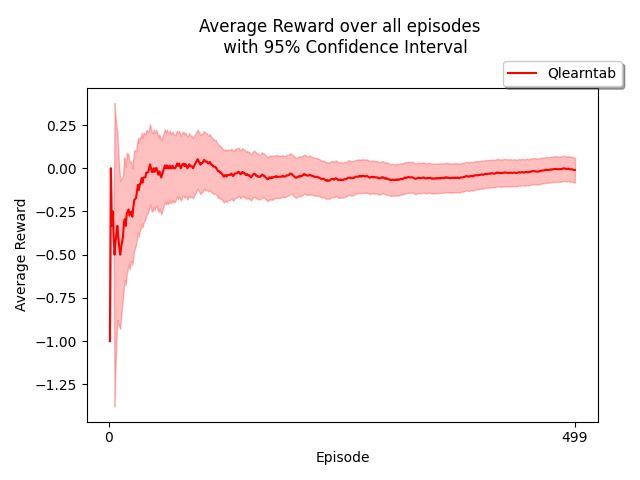 Average Reward over all episodes
with 95% Confidence Interval
Qlearntab
0.25
0.00
−0.25
−0.50
−0.75
−1.00
−1.25
Average Reward
0
499
Episode